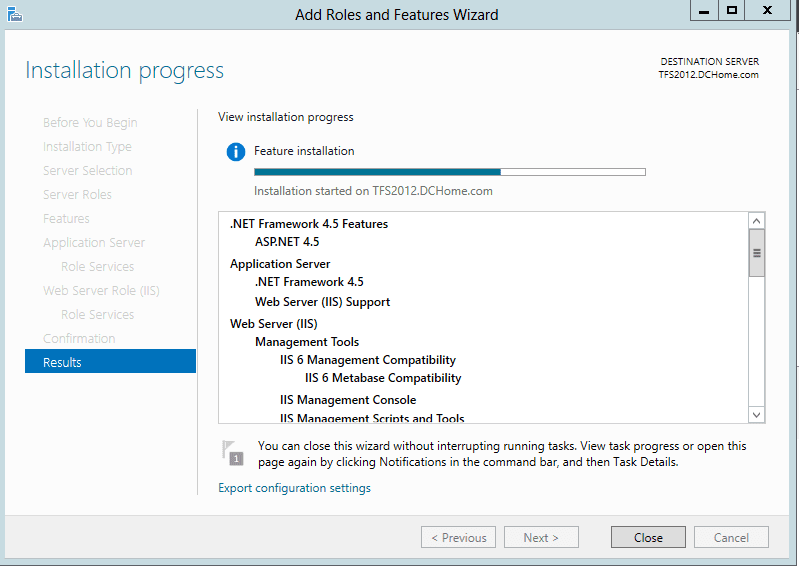 Add Roles and Features Wizard
Installation progress
DESTINATION SERVER
TFS2012.DCHome.com
Before You Begin
Installation Type
Server Selection
Server Roles
Features
Application Server
Role Services
Web Server Role (IIS)
Role Services
Confirmation
Results
View installation progress
Feature installation
Installation started on TFS2012.DCHome.com
.NET Framework 4.5 Features
ASP.NET 4.5
Application Server
.NET Framework 4.5
Web Server (IIS) Support
Web Server (IIS)
Management Tools
IIS 6 Management Compatibility
IIS 6 Metabase Compatibility
IIS Management Console
IIS Management Scripts and Tools
1
You can close this wizard without interrupting running tasks. View task progress or open this
page again by clicking Notifications in the command bar, and then Task Details.
Export configuration settings
< Previous
Next >
Close
Cancel